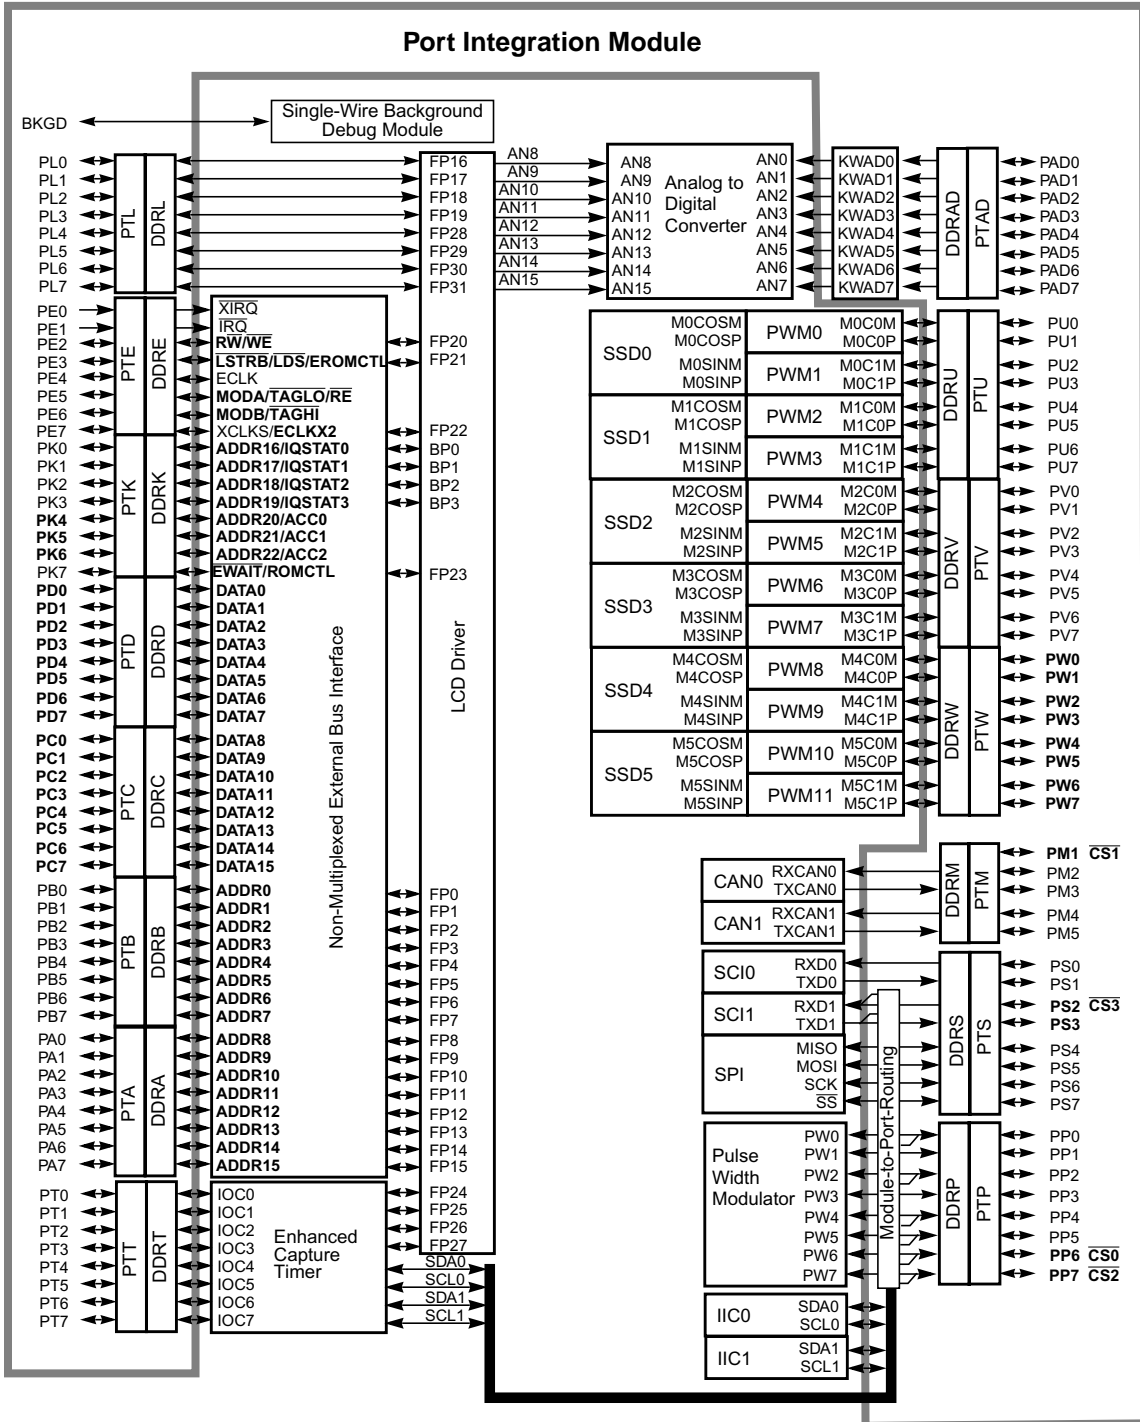 Port Integration Module
BKGD
Single-Wire Background
Debug Module
PL0
PL1
PL2
PL3
PL4
PL5
PL6
PL7
PTL
DDRL
FP16
FP17
FP18
FP19
FP28
FP29
FP30
FP31
AN8
AN9
AN10
AN11
AN12
AN13
AN14
AN15
AN8
AN9
AN10
AN11
AN12
AN13
AN14
AN15
Analog to
Digital
Converter
AN0
AN1
AN2
AN3
AN4
AN5
AN6
AN7
KWAD0
KWAD1
KWAD2
KWAD3
KWAD4
KWAD5
KWAD6
KWAD7
DDRAD
PTAD
PAD0
PAD1
PAD2
PAD3
PAD4
PAD5
PAD6
PAD7
PE0
PE1
PE2
PE3
PE4
PE5
PE6
PE7
PTE
DDRE
XIRQ
IRQ
RW/WE
LSTRB/LDS/EROMCTL
ECLK
MODA/TAGLO/RE
MODB/TAGHI
XCLKS/ECLKX2
FP20
FP21
FP22
PK0
PK1
PK2
PK3
PK4
PK5
PK6
PK7
PTK
DDRK
ADDR16/IQSTAT0
ADDR17/IQSTAT1
ADDR18/IQSTAT2
ADDR19/IQSTAT3
ADDR20/ACC0
ADDR21/ACC1
ADDR22/ACC2
EWAIT/ROMCTL
BP0
BP1
BP2
BP3
FP23
PD0
PD1
PD2
PD3
PD4
PD5
PD6
PD7
PTD
DDRD
DATA0
DATA1
DATA2
DATA3
DATA4
DATA5
DATA6
DATA7
PC0
PC1
PC2
PC3
PC4
PC5
PC6
PC7
PTC
DDRC
DATA8
DATA9
DATA10
DATA11
DATA12
DATA13
DATA14
DATA15
Non-Multiplexed External Bus Interface
LCD Driver
PB0
PB1
PB2
PB3
PB4
PB5
PB6
PB7
PTB
DDRB
ADDR0
ADDR1
ADDR2
ADDR3
ADDR4
ADDR5
ADDR6
ADDR7
FP0
FP1
FP2
FP3
FP4
FP5
FP6
FP7
PA0
PA1
PA2
PA3
PA4
PA5
PA6
PA7
PTA
DDRA
ADDR8
ADDR9
ADDR10
ADDR11
ADDR12
ADDR13
ADDR14
ADDR15
FP8
FP9
FP10
FP11
FP12
FP13
FP14
FP15
PT0
PT1
PT2
PT3
PT4
PT5
PT6
PT7
PTT
DDRT
IOC0
IOC1
IOC2
IOC3
IOC4
IOC5
IOC6
IOC7
Enhanced
Capture
Timer
FP24
FP25
FP26
FP27
SDA0
SCL0
SDA1
SCL1
SSD0
M0COSM
M0COSP
M0SINM
M0SINP
PWM0
PWM1
M0C0M
M0C0P
M0C1M
M0C1P
SSD1
M1COSM
M1COSP
M1SINM
M1SINP
PWM2
PWM3
M1C0M
M1C0P
M1C1M
M1C1P
DDRU
PTU
PU0
PU1
PU2
PU3
PU4
PU5
PU6
PU7
SSD2
M2COSM
M2COSP
M2SINM
M2SINP
PWM4
PWM5
M2C0M
M2C0P
M2C1M
M2C1P
SSD3
M3COSM
M3COSP
M3SINM
M3SINP
PWM6
PWM7
M3C0M
M3C0P
M3C1M
M3C1P
DDRV
PTV
PV0
PV1
PV2
PV3
PV4
PV5
PV6
PV7
SSD4
M4COSM
M4COSP
M4SINM
M4SINP
PWM8
PWM9
M4C0M
M4C0P
M4C1M
M4C1P
SSD5
M5COSM
M5COSP
M5SINM
M5SINP
PWM10
PWM11
M5C0M
M5C0P
M5C1M
M5C1P
DDRW
PTW
PW0
PW1
PW2
PW3
PW4
PW5
PW6
PW7
CAN0
RXCAN0
TXCAN0
CAN1
RXCAN1
TXCAN1
DDRM
PTM
PM1 CS1
PM2
PM3
PM4
PM5
SCI0
RXD0
TXD0
SCI1
RXD1
TXD1
SPI
MISO
MOSI
SCK
SS
Module-to-Port-Routing
DDRS
PTS
PS0
PS1
PS2 CS3
PS3
PS4
PS5
PS6
PS7
Pulse
Width
Modulator
PW0
PW1
PW2
PW3
PW4
PW5
PW6
PW7
DDRP
PTP
PP0
PP1
PP2
PP3
PP4
PP5
PP6 CS0
PP7 CS2
IIC0
SDA0
SCL0
IIC1
SDA1
SCL1